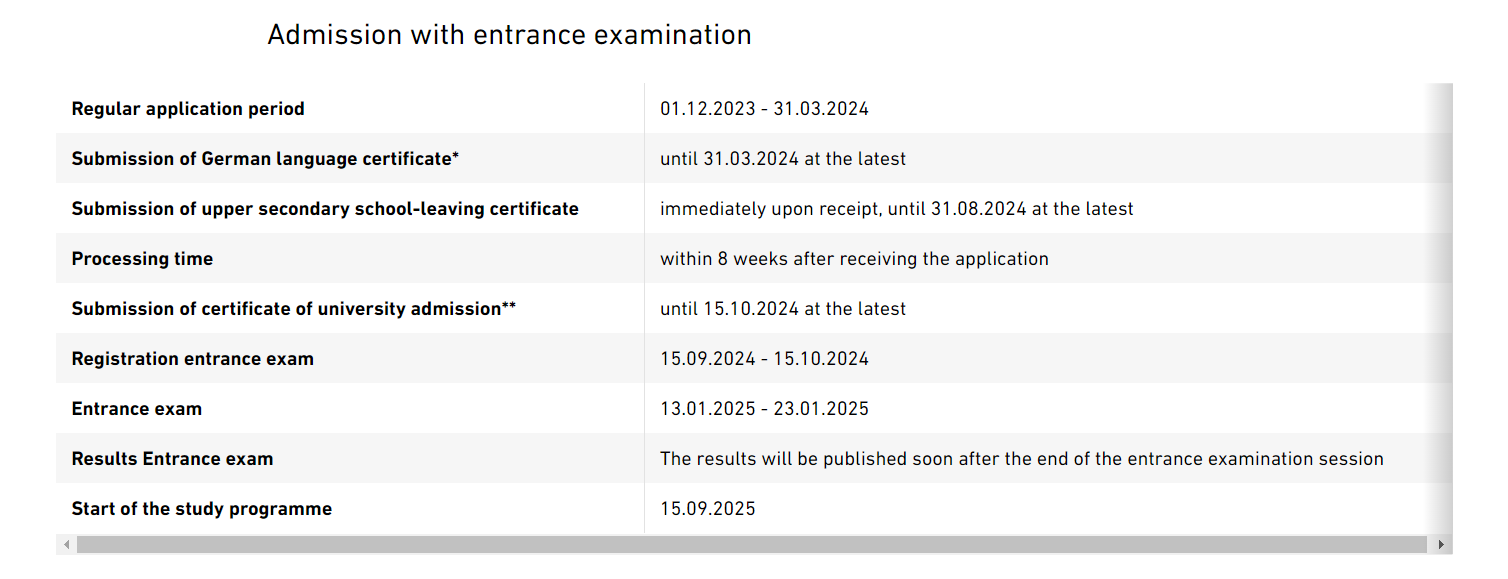 Admission with entrance examination
Regular application period 01.12.2023 - 31.03.2024
Submission of German language certificate* until 31.03.2024 at the latest
Submission of upper secondary school-leaving certificate immediately upon receipt, until 31.08.2024 at the latest
Processing time within 8 weeks after receiving the application
Submission of certificate of university admission** until 15.10.2024 at the latest
Registration entrance exam 15.09.2024 - 15.10.2024
Entrance exam 13.01.2025 - 23.01.2025
Results Entrance exam The results will be published soon after the end of the entrance examination session
Start of the study programme 15.09.2025